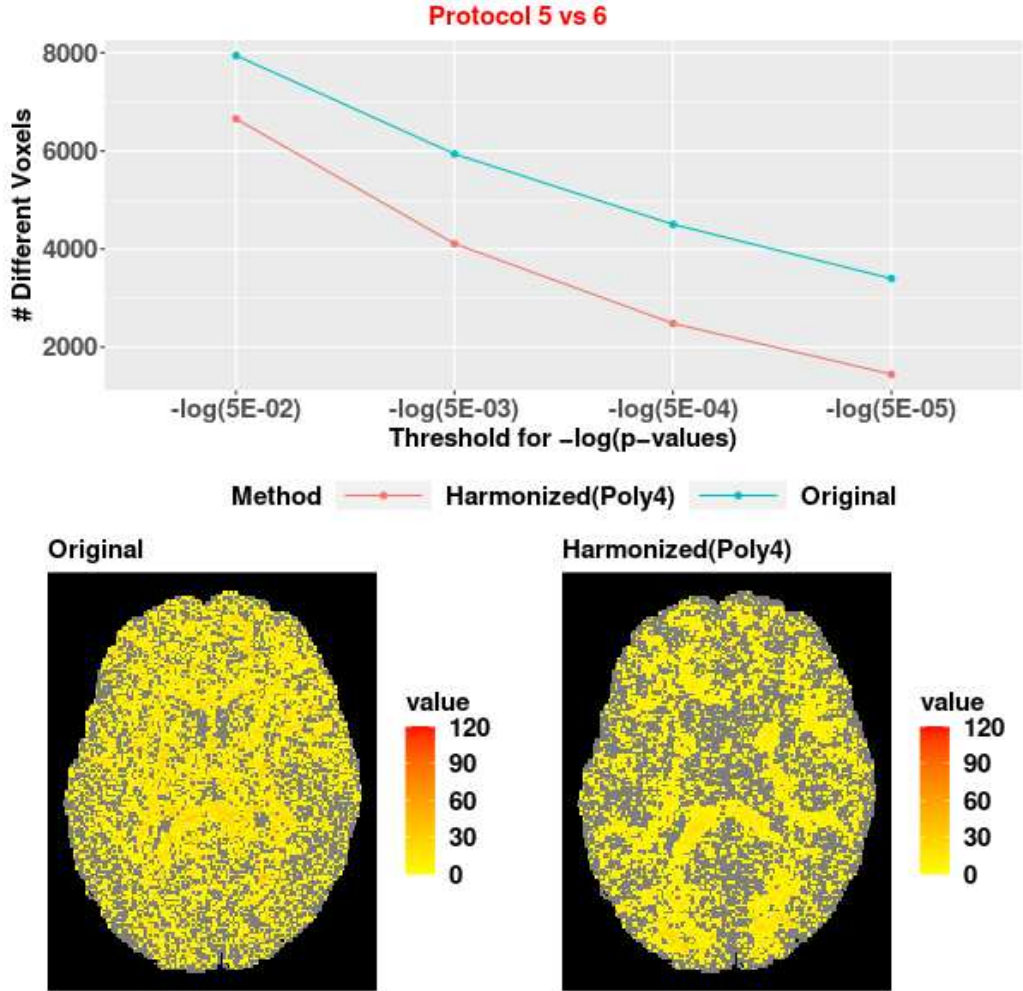 Protocol 5 vs 6
# Different Voxels
8000
6000
4000
2000
-log(5E-02) -log(5E-03) -log(5E-04) -log(5E-05)
Threshold for −log(p−values)
Method Harmonized(Poly4) Original
Original
value
120
90
60
30
0
Harmonized(Poly4)
value
120
90
60
30
0